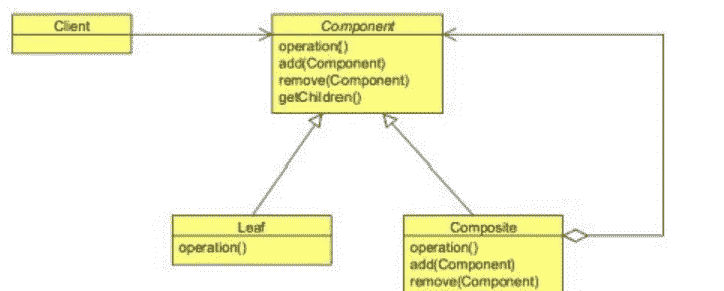 Client
Component
operation()
add(Component)
remove(Component)
getChildren()
Leaf
operation()
Composite
operation()
add(Component)
remove(Component)